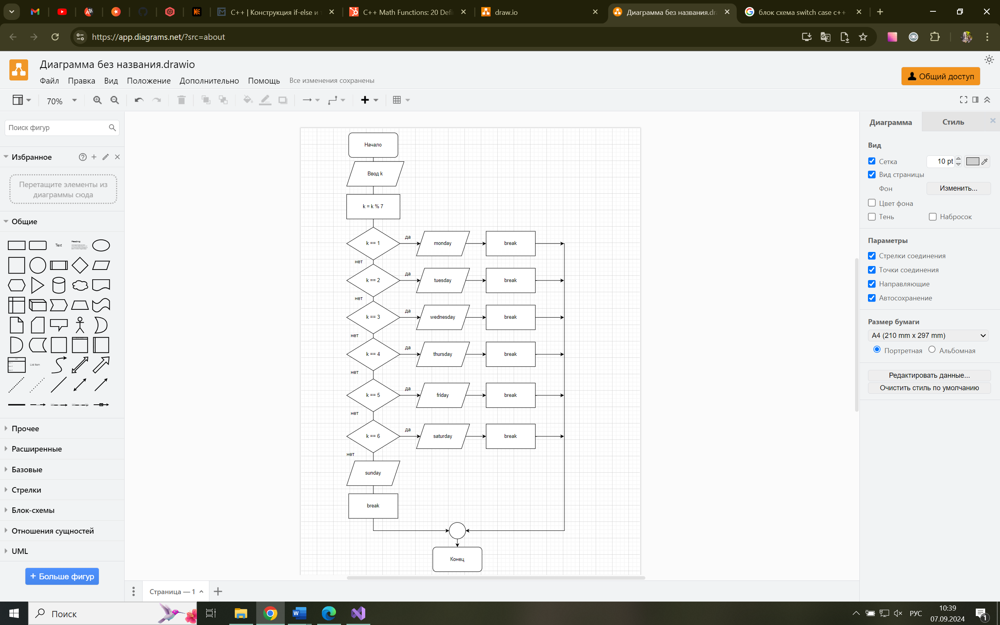 C++ | Конструкция if-else и т
C++ Math Functions: 20 Defi
draw.io
Диаграмма без названия.dra
блок схема switch case c++
https://app.diagrams.net/?src=about
Диаграмма без названия.drawio
Файл Правка Вид Положение Дополнительно Помощь Все изменения сохранены
Общий доступ
70%
Поиск фигур
Избранное
Перетащите элементы из
диаграммы сюда
Общие
Text
Heading
List Item
Прочее
Расширенные
Базовые
Стрелки
Блок-схемы
Отношения сущностей
UML
+ Больше фигур
Начало
Ввод k
k = k % 7
k == 1
да
monday
break
нет
k == 2
да
tuesday
break
нет
k == 3
да
wednesday
break
нет
k == 4
да
thursday
break
нет
k == 5
да
friday
break
нет
k == 6
да
saturday
break
нет
sunday
break
Конец
Диаграмма
Стиль
Вид
Сетка
10 pt
Вид страницы
Фон
Изменить...
Цвет фона
Тень
Набросок
Параметры
Стрелки соединения
Точки соединения
Направляющие
Автосохранение
Размер бумаги
A4 (210 mm x 297 mm)
Портретная
Альбомная
Редактировать данные...
Очистить стиль по умолчанию
Страница — 1
Поиск
РУС
10:39
07.09.2024
1